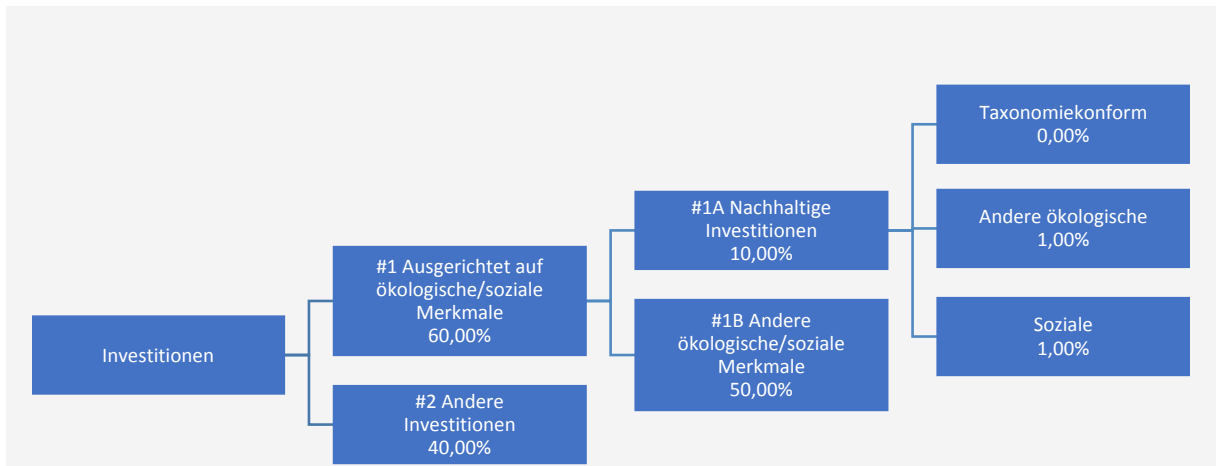 Investitionen
#1 Ausgerichtet auf
ökologische/soziale
Merkmale
60,00%
#2 Andere
Investitionen
40,00%
#1A Nachhaltige
Investitionen
10,00%
#1B Andere
ökologische/soziale
Merkmale
50,00%
Taxonomiekonform
0,00%
Andere ökologische
1,00%
Soziale
1,00%